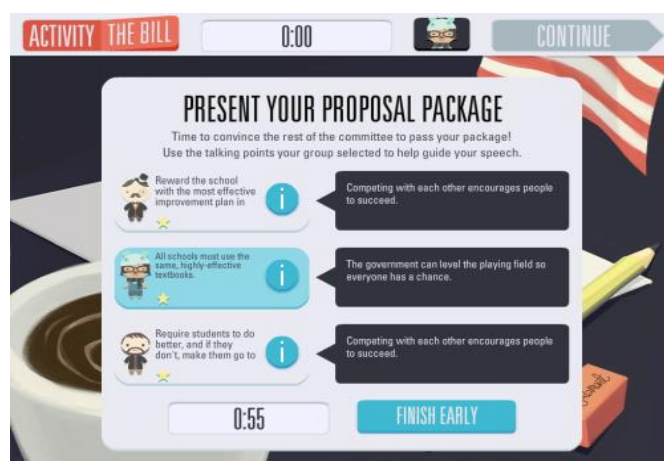 ACTIVITY THE BILL
0:00
CONTINUE
PRESENT YOUR PROPOSAL PACKAGE
Time to convince the rest of the committee to pass your package!
Use the talking points your group selected to help guide your speech.
Reward the school
with the most effective
improvement plan in
i
Competing with each other encourages people
to succeed.
All schools must use the
same, highly-effective
textbooks.
i
The government can level the playing field so
everyone has a chance.
Require students to do
better, and if they
don't, make them go to
i
Competing with each other encourages people
to succeed.
0:55
FINISH EARLY